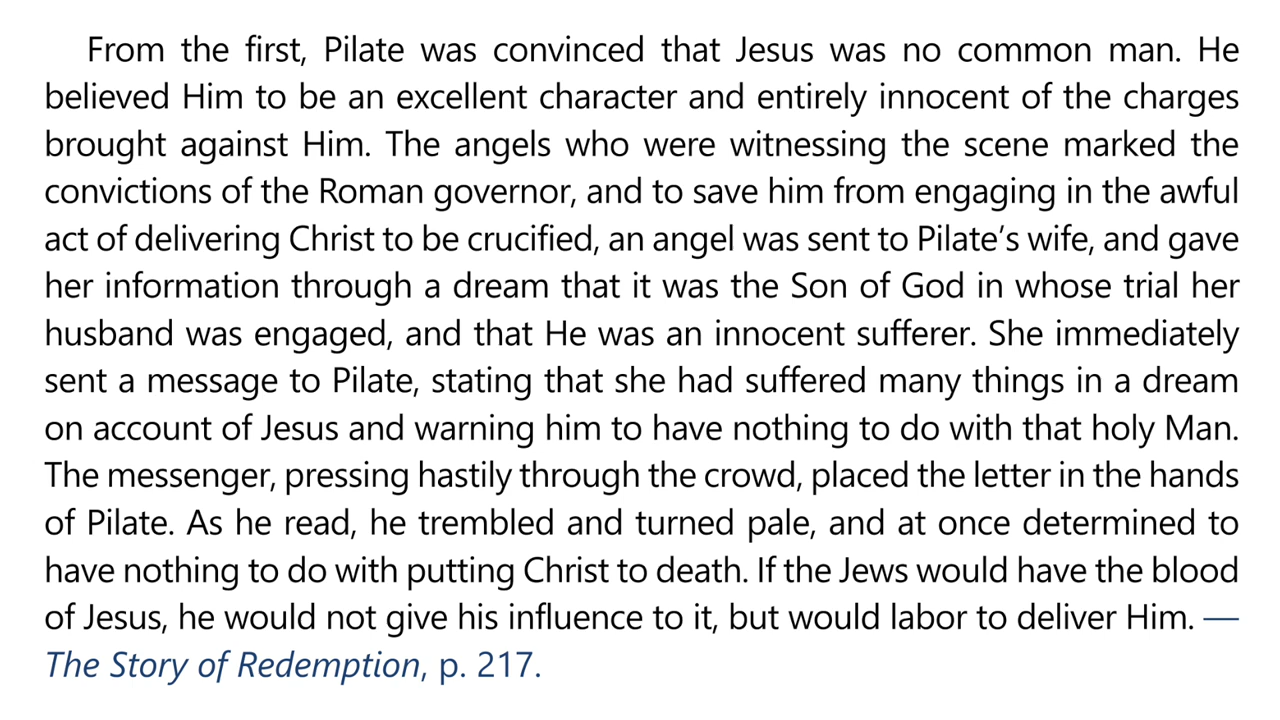 From the first, Pilate was convinced that Jesus was no common man. He
believed Him to be an excellent character and entirely innocent of the charges
brought against Him. The angels who were witnessing the scene marked the
convictions of the Roman governor, and to save him from engaging in the awful
act of delivering Christ to be crucified, an angel was sent to Pilate’s wife, and gave
her information through a dream that it was the Son of God in whose trial her
husband was engaged, and that He was an innocent sufferer. She immediately
sent a message to Pilate, stating that she had suffered many things in a dream
on account of Jesus and warning him to have nothing to do with that holy Man.
The messenger, pressing hastily through the crowd, placed the letter in the hands
of Pilate. As he read, he trembled and turned pale, and at once determined to
have nothing to do with putting Christ to death. If the Jews would have the blood
of Jesus, he would not give his influence to it, but would labor to deliver Him. —
The Story of Redemption, p. 217.